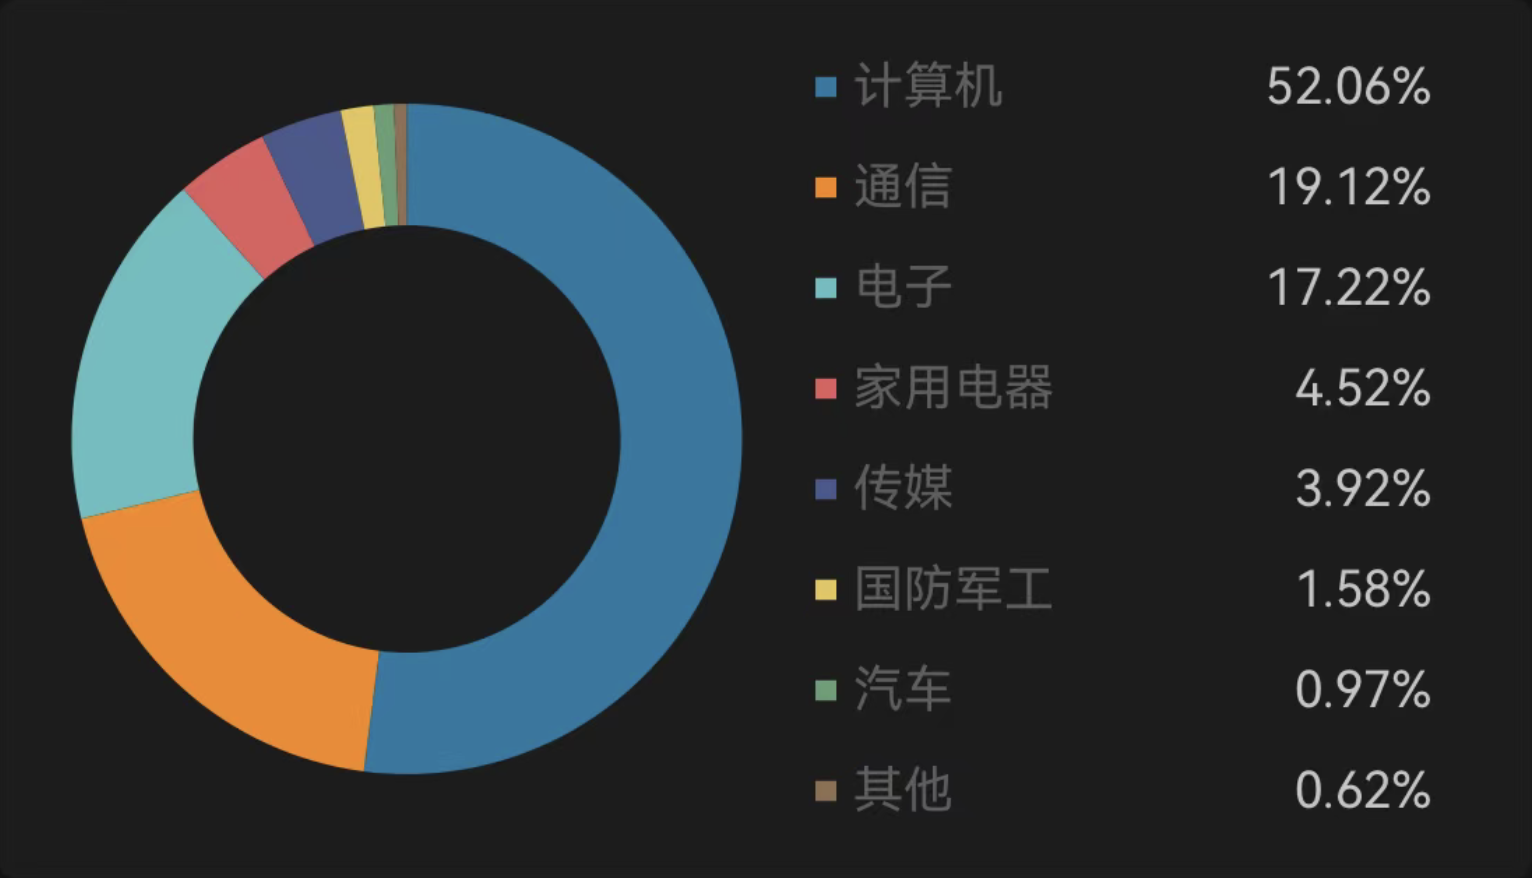 计算机 52.06%
通信 19.12%
电子 17.22%
家用电器 4.52%
传媒 3.92%
国防军工 1.58%
汽车 0.97%
其他 0.62%